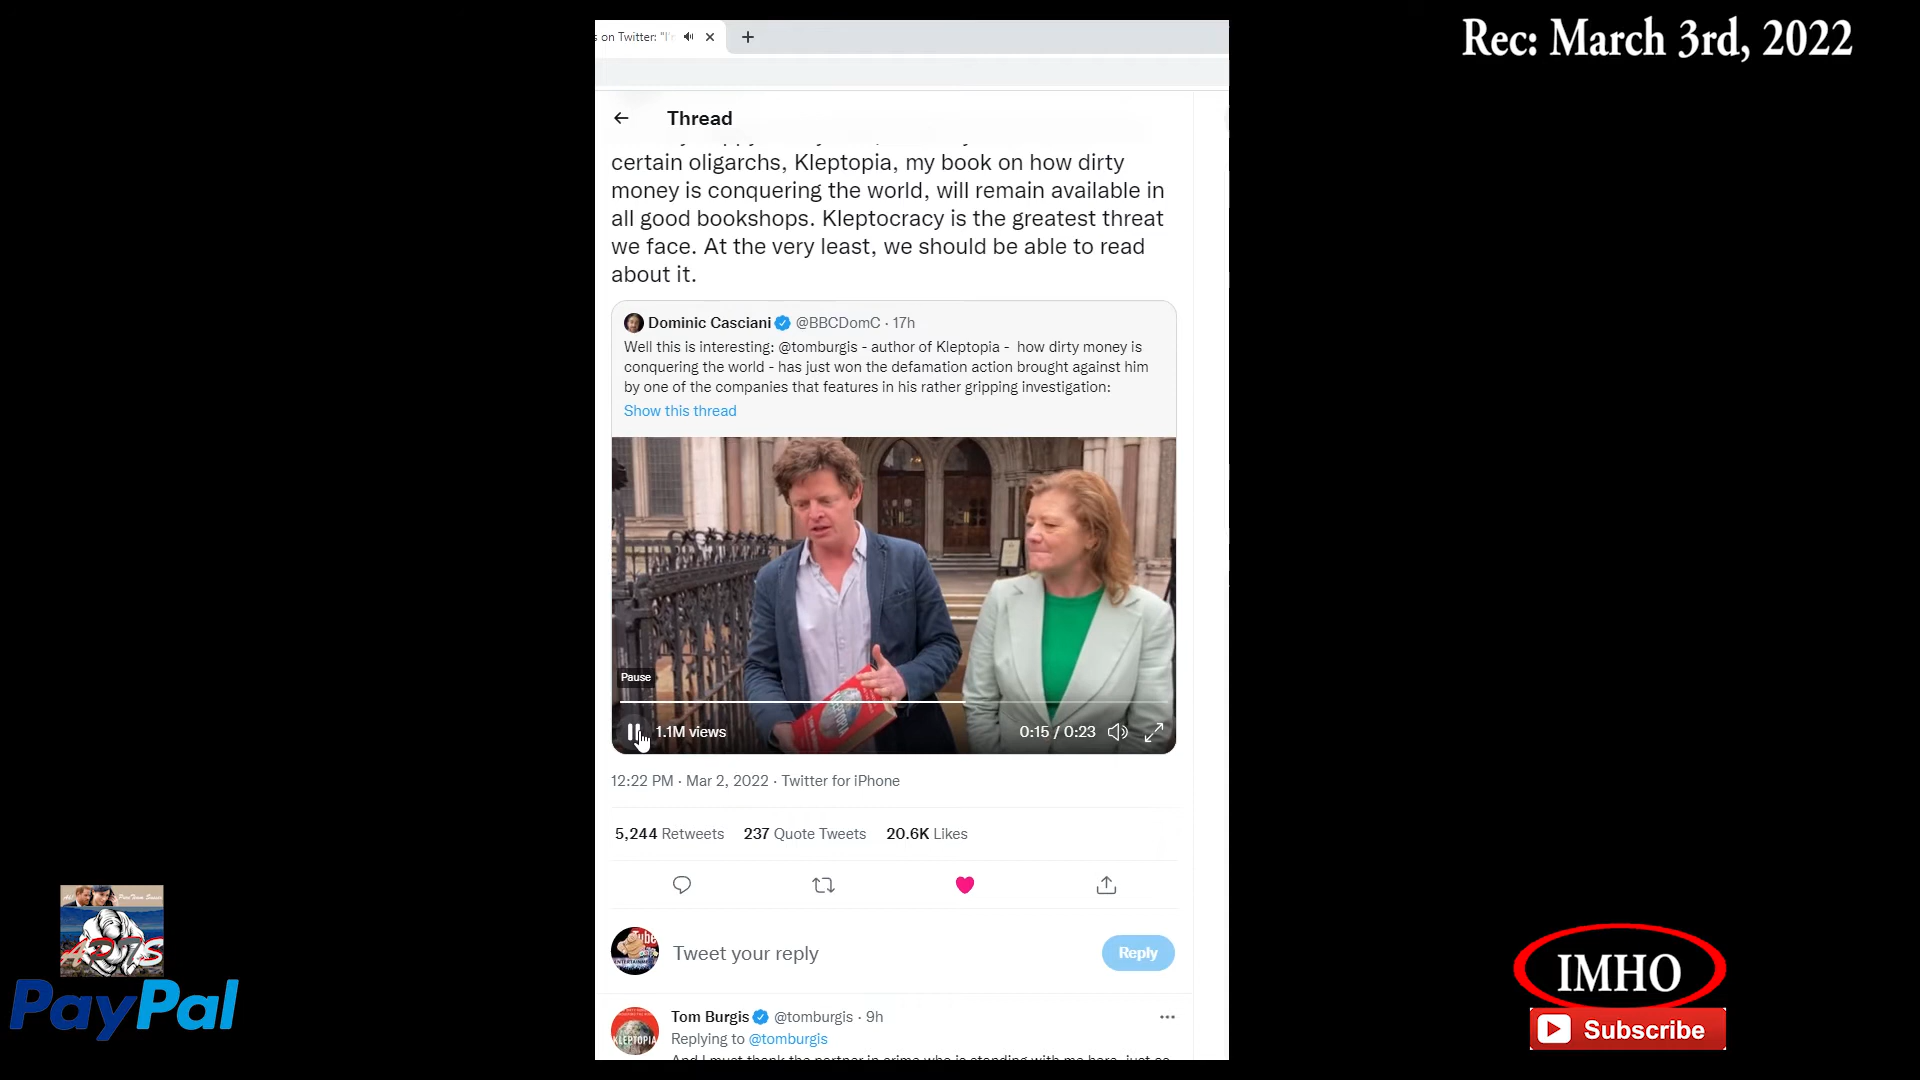 s on Twitter: "I'
Rec: March 3rd, 2022
Thread
certain oligarchs, Kleptopia, my book on how dirty
money is conquering the world, will remain available in
all good bookshops. Kleptocracy is the greatest threat
we face. At the very least, we should be able to read
about it.
Dominic Casciani @BBCDomC · 17h
Well this is interesting: @tomburgis - author of Kleptopia - how dirty money is
conquering the world - has just won the defamation action brought against him
by one of the companies that features in his rather gripping investigation:
Show this thread
Pause
KLEPTOPIA
1.1M views
0:15 / 0:23
12:22 PM · Mar 2, 2022 · Twitter for iPhone
5,244 Retweets 237 Quote Tweets 20.6K Likes
Tweet your reply
Reply
Tom Burgis @tomburgis · 9h
Replying to @tomburgis
KLEPTOPIA
And I must thank the partner in crime who is standing with me here, just as
PayPal
IMHO
Subscribe